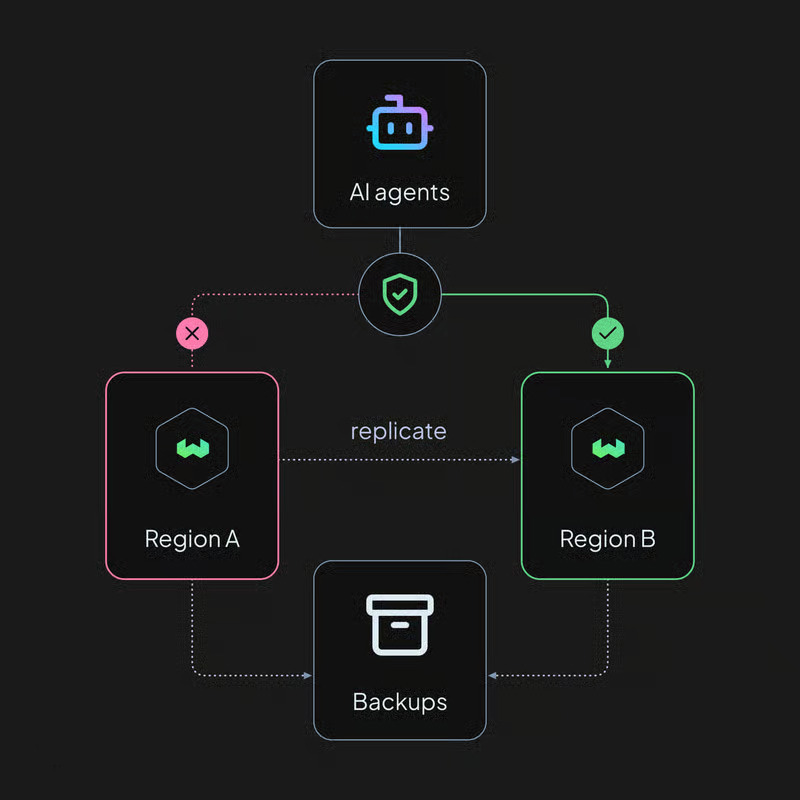 AI agents
replicate
Region A
Region B
Backups